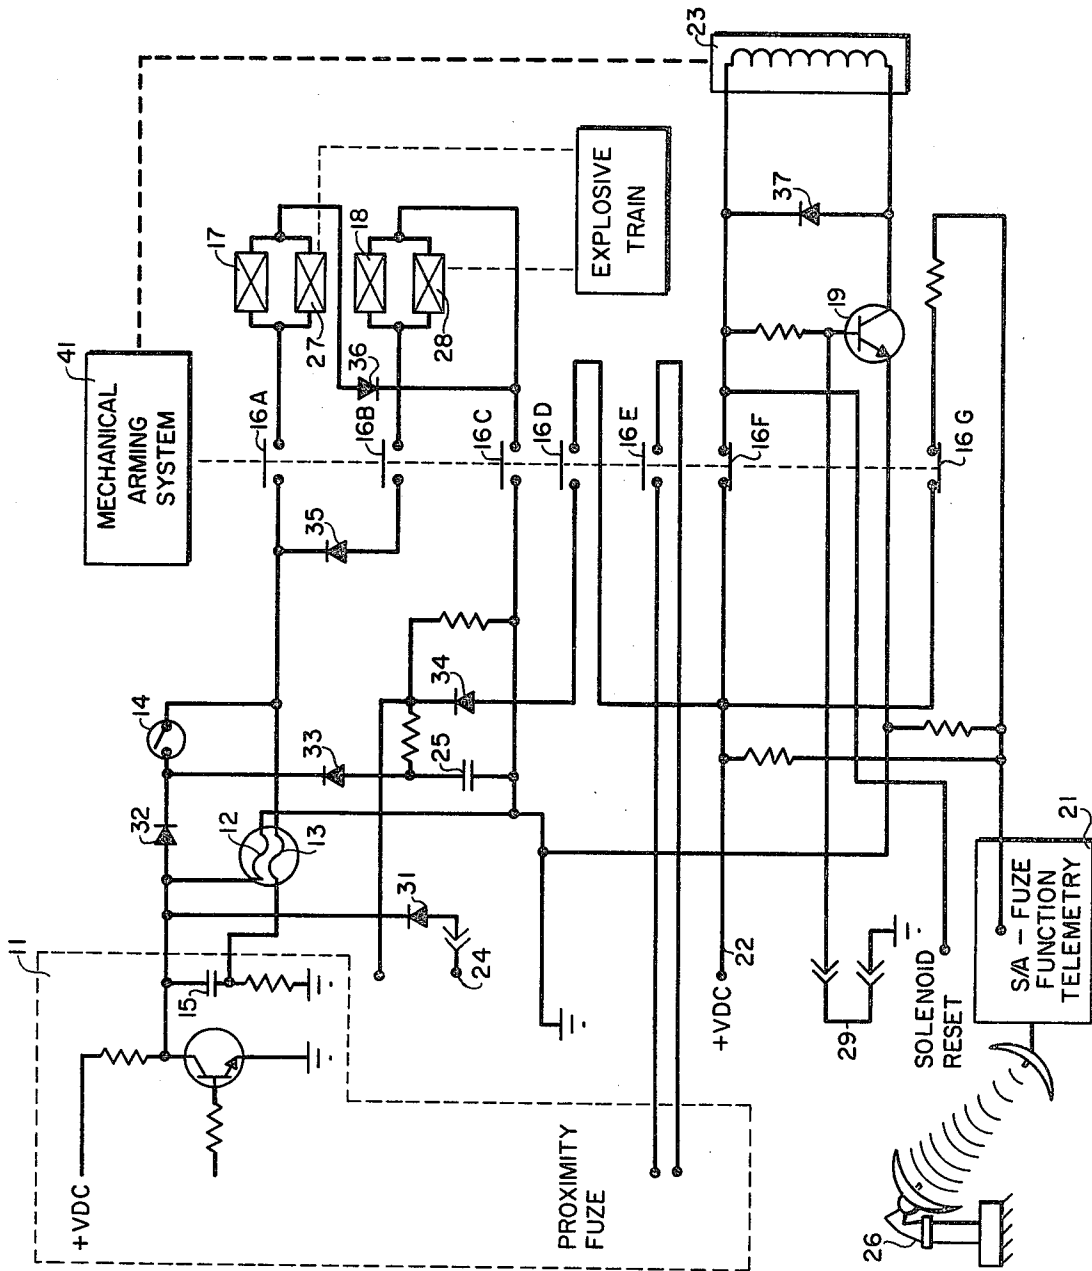 11
+VDC
15
PROXIMITY
FUZE
12
13
32
14
31
24
33
25
34
35
41
MECHANICAL
ARMING
SYSTEM
16A
16B
16C
16D
16E
16F
16G
17
27
18
28
36
EXPLOSIVE
TRAIN
23
37
19
+VDC
22
29
SOLENOID
RESET
S/A – FUZE
FUNCTION
TELEMETRY
21
26